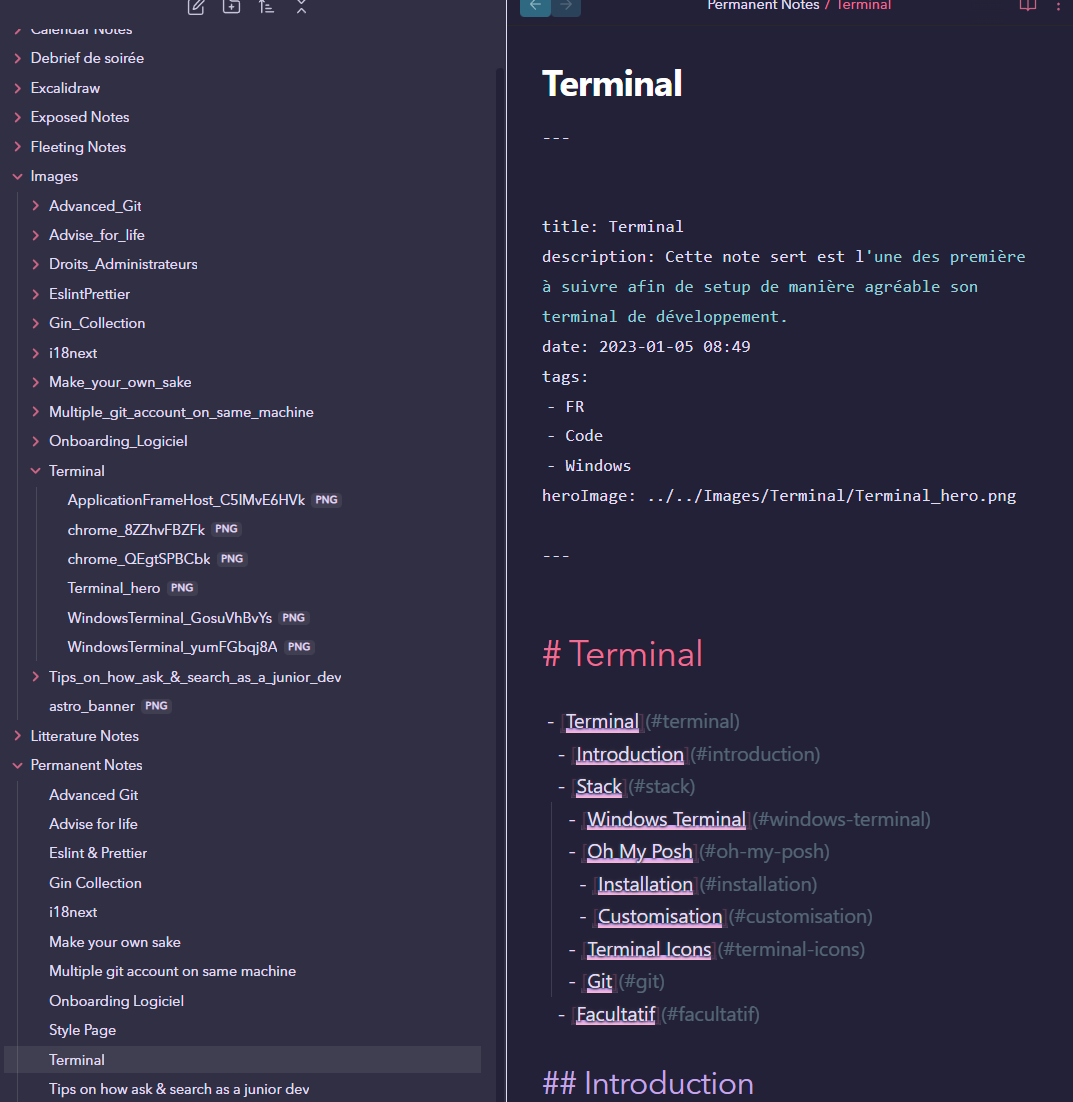 Calendar Notes
Debrief de soirée
Excalidraw
Exposed Notes
Fleeting Notes
Images
Advanced_Git
Advise_for_life
Droits_Administrateurs
EslintPrettier
Gin_Collection
i18next
Make_your_own_sake
Multiple_git_account_on_same_machine
Onboarding_Logiciel
Terminal
ApplicationFrameHost_C5IMvE6HVk PNG
chrome_8ZZhvFBZFk PNG
chrome_QEgtSPBCbk PNG
Terminal_hero PNG
WindowsTerminal_GosuVhBvYs PNG
WindowsTerminal_yumFGbqj8A PNG
Tips_on_how_ask_&_search_as_a_junior_dev
astro_banner PNG
Litterature Notes
Permanent Notes
Advanced Git
Advise for life
Eslint & Prettier
Gin Collection
i18next
Make your own sake
Multiple git account on same machine
Onboarding Logiciel
Style Page
Terminal
Tips on how ask & search as a junior dev
Permanent Notes / Terminal
Terminal
---
title: Terminal
description: Cette note sert est l'une des première
à suivre afin de setup de manière agréable son
terminal de développement.
date: 2023-01-05 08:49
tags:
- FR
- Code
- Windows
heroImage: ../../Images/Terminal/Terminal_hero.png
---
# Terminal
- [Terminal](#terminal)
- [Introduction](#introduction)
- [Stack](#stack)
- [Windows Terminal](#windows-terminal)
- [Oh My Posh](#oh-my-posh)
- [Installation](#installation)
- [Customisation](#customisation)
- [Terminal Icons](#terminal-icons)
- [Git](#git)
- [Facultatif](#facultatif)
## Introduction